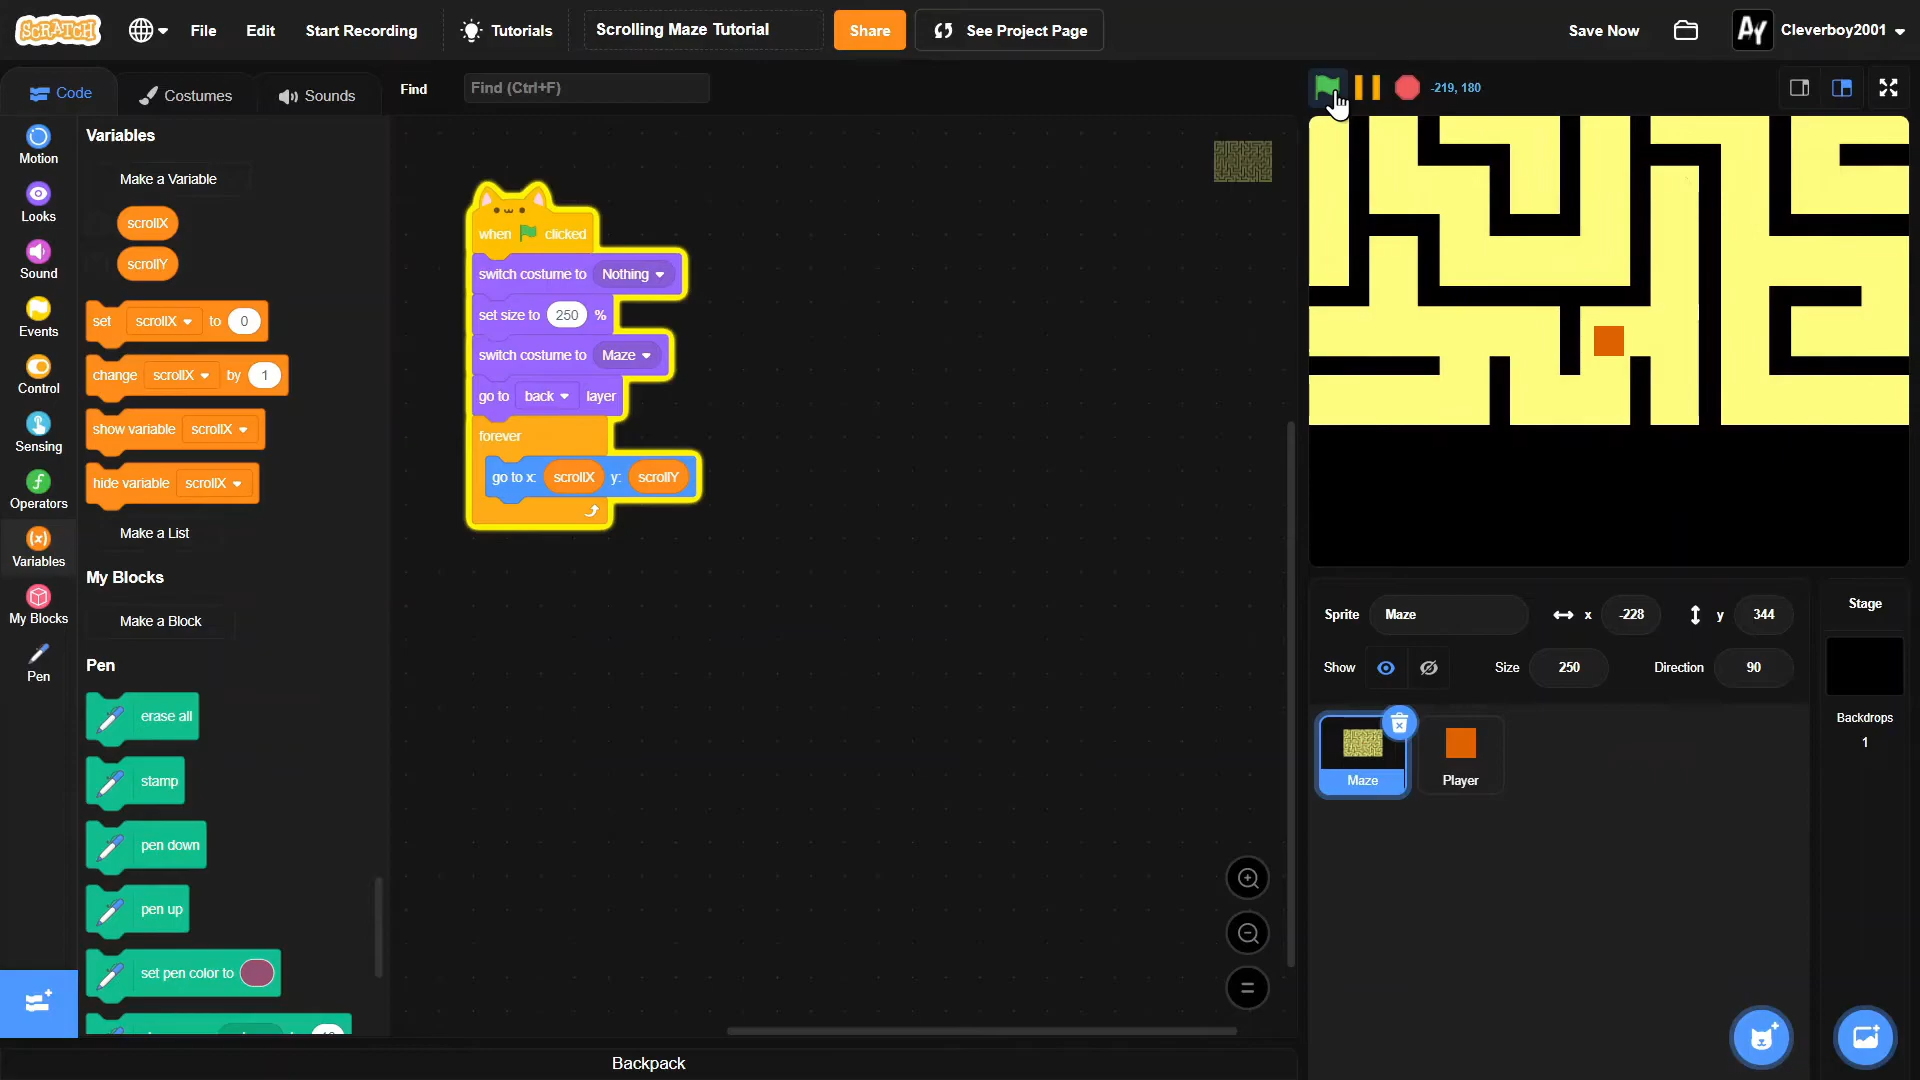 SCRATCH
File
Edit
Start Recording
Tutorials
Scrolling Maze Tutorial
Share
See Project Page
Save Now
Ay
Cleverboy2001
Code
Costumes
Sounds
Find
Find (Ctrl+F)
-219, 180
Motion
Looks
Sound
Events
Control
Sensing
Operators
Variables
My Blocks
Pen
Variables
Make a Variable
scrollX
scrollY
set scrollX to 0
change scrollX by 1
show variable scrollX
hide variable scrollX
Make a List
My Blocks
Make a Block
Pen
erase all
stamp
pen down
pen up
set pen color to
when clicked
switch costume to Nothing
set size to 250 %
switch costume to Maze
go to back layer
forever
go to x: scrollX y: scrollY
Sprite Maze x -228 y 344
Show Size 250 Direction 90
Maze
Player
Stage
Backdrops
1
Backpack